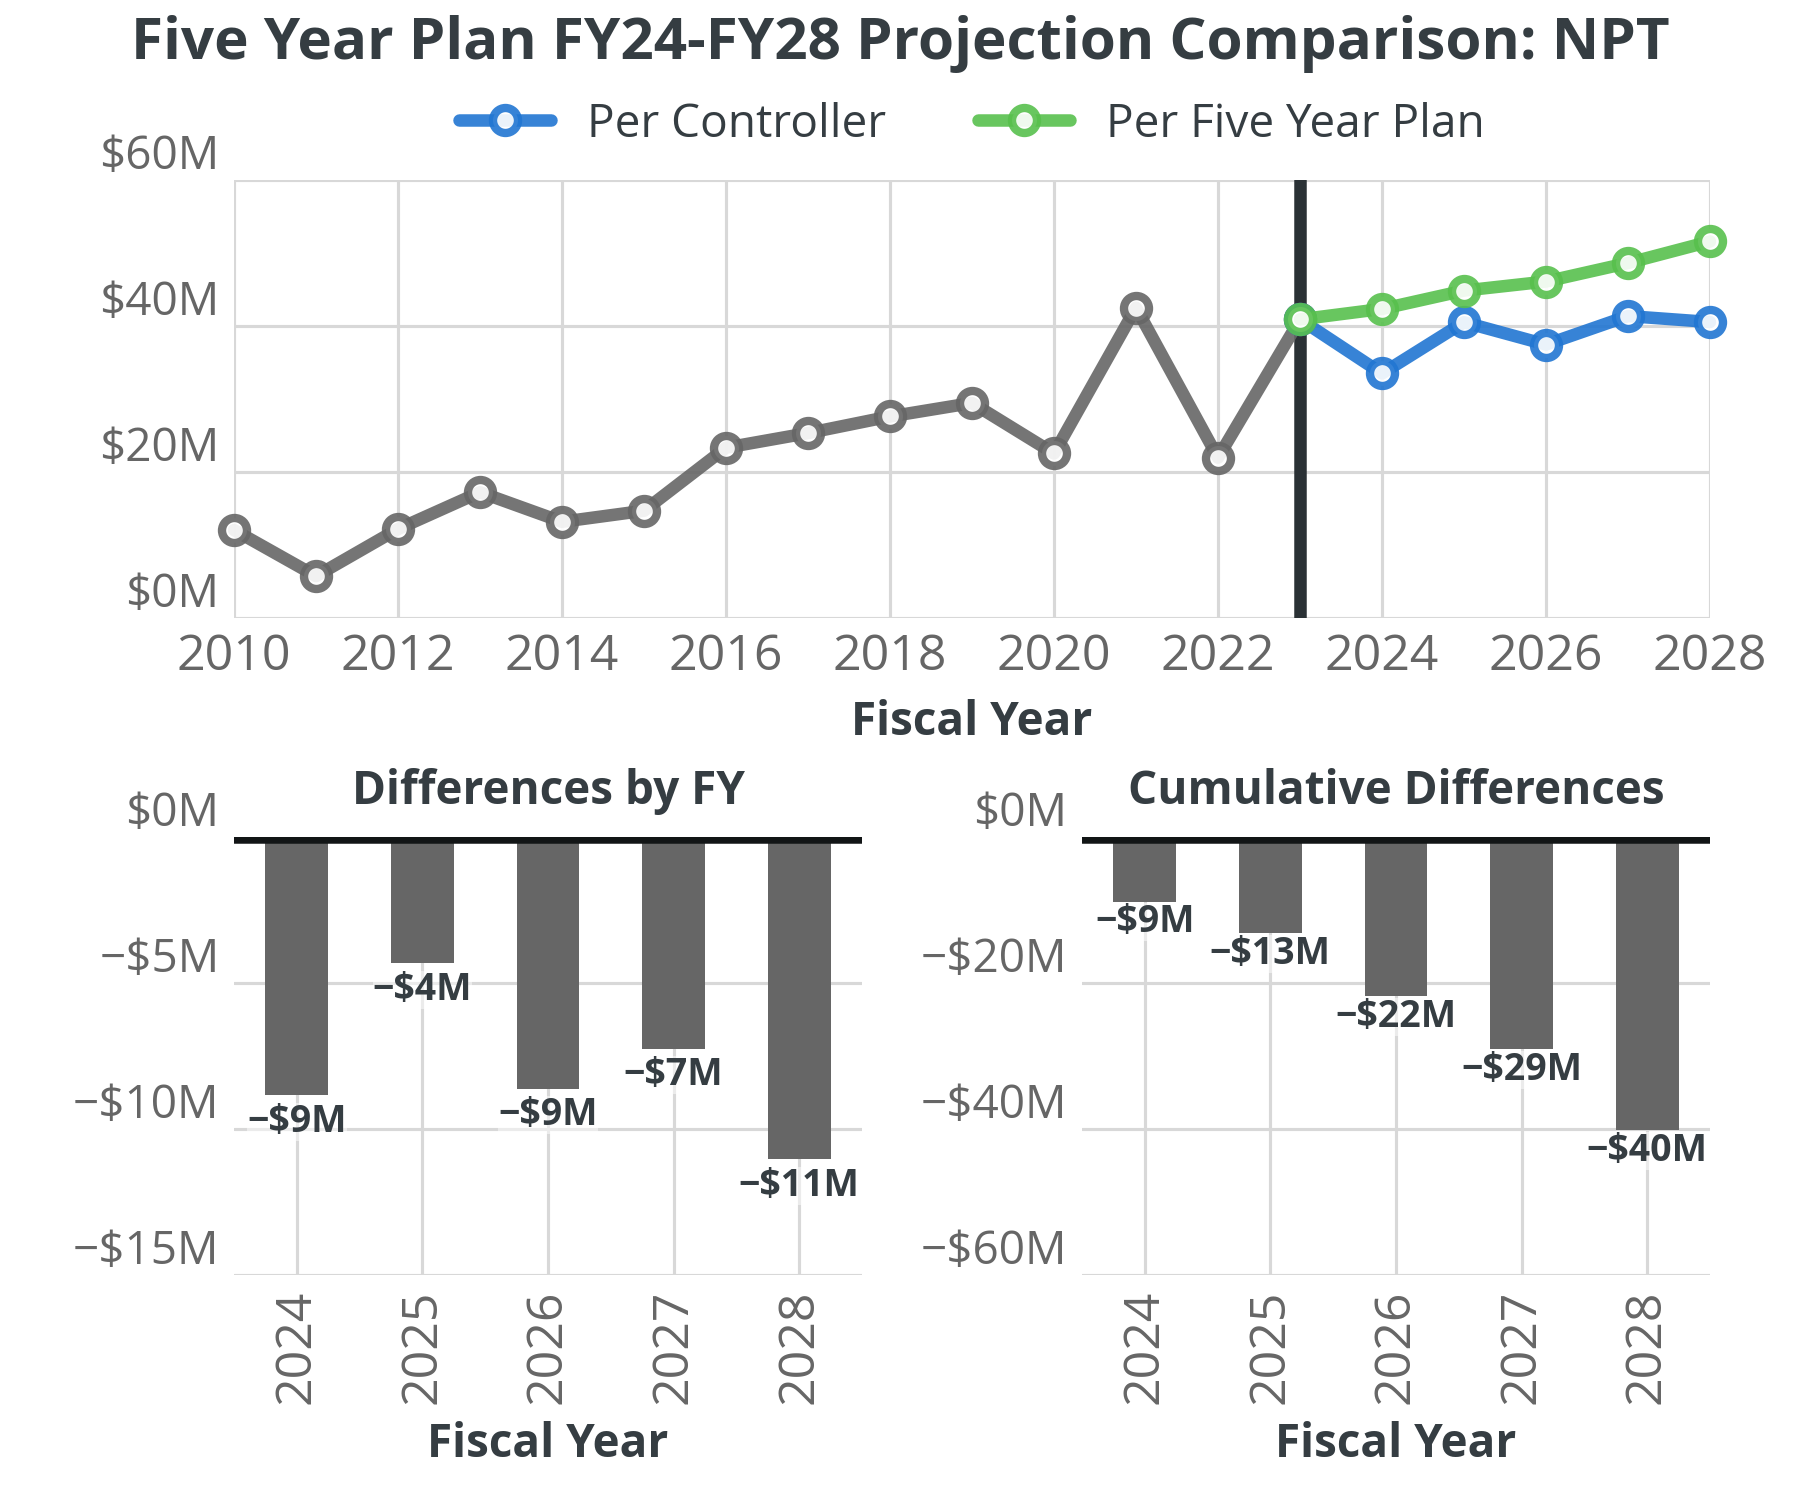 Five Year Plan FY24-FY28 Projection Comparison: NPT
Per Controller Per Five Year Plan
$60M
$40M
$20M
$0M
2010 2012 2014 2016 2018 2020 2022 2024 2026 2028
Fiscal Year
Differences by FY
$0M
−$5M
−$10M
−$15M
−$9M
−$4M
−$9M
−$7M
−$11M
2024 2025 2026 2027 2028
Fiscal Year
Cumulative Differences
$0M
−$20M
−$40M
−$60M
−$9M
−$13M
−$22M
−$29M
−$40M
2024 2025 2026 2027 2028
Fiscal Year